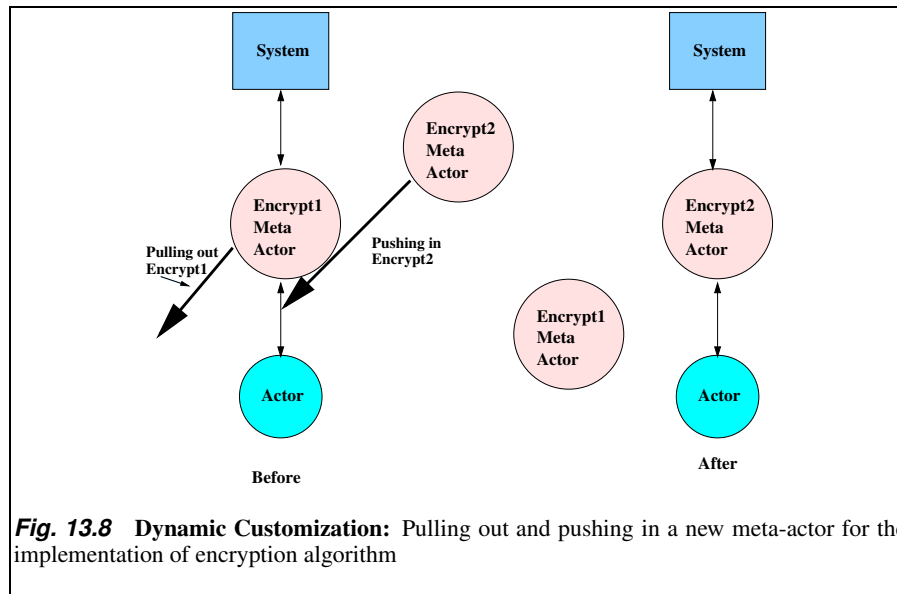 System
System
Encrypt2
Meta
Actor
Encrypt1
Meta
Actor
Encrypt2
Meta
Actor
Pulling out
Encrypt1
Pushing in
Encrypt2
Encrypt1
Meta
Actor
Actor
Actor
Before
After
Fig. 13.8 Dynamic Customization: Pulling out and pushing in a new meta-actor for the
implementation of encryption algorithm